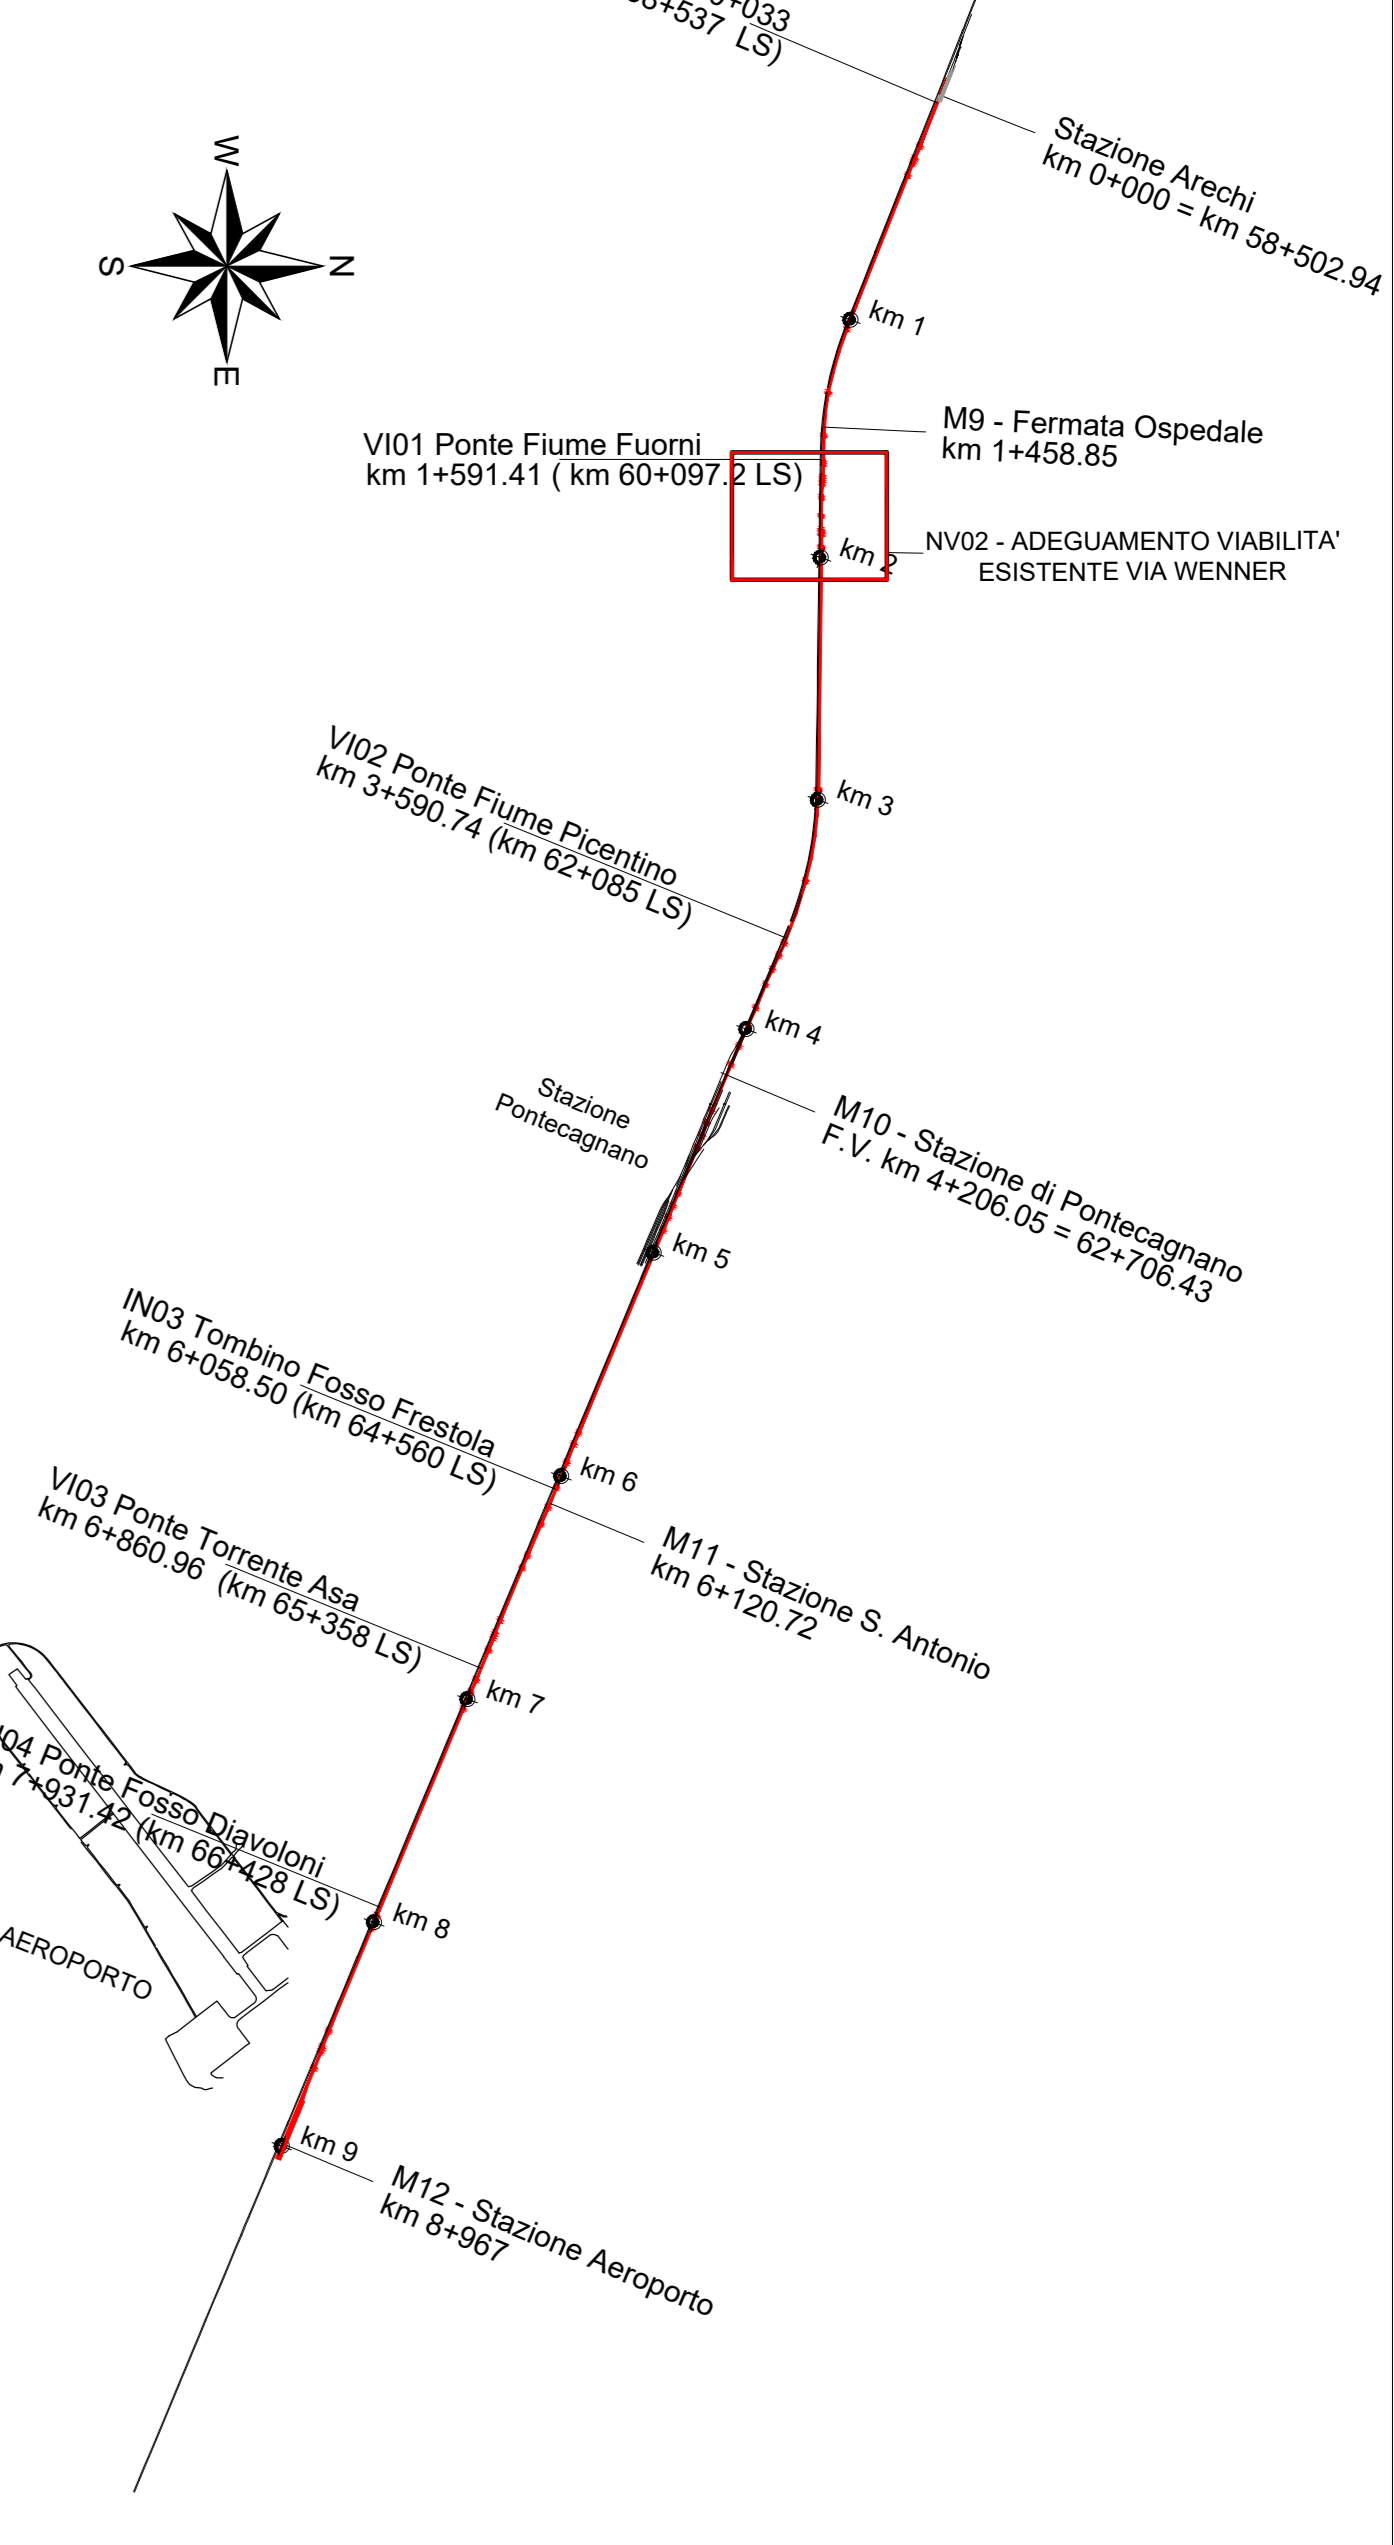 +033
537 LS)
Stazione Arechi
km 0+000 = km 58+502.94
W
N
S
E
km 1
M9 - Fermata Ospedale
km 1+458.85
VI01 Ponte Fiume Fuorni
km 1+591.41 ( km 60+097.2 LS)
NV02 - ADEGUAMENTO VIABILITA'
ESISTENTE VIA WENNER
km 2
VI02 Ponte Fiume Picentino
km 3+590.74 (km 62+085 LS)
km 3
km 4
Stazione
Pontecagnano
M10 - Stazione di Pontecagnano
F.V. km 4+206.05 = 62+706.43
km 5
IN03 Tombino Fosso Frestola
km 6+058.50 (km 64+560 LS)
km 6
M11 - Stazione S. Antonio
km 6+120.72
VI03 Ponte Torrente Asa
km 6+860.96 (km 65+358 LS)
km 7
04 Ponte Fosso Diavoloni
7+931.42 (km 66+428 LS)
km 8
AEROPORTO
km 9
M12 - Stazione Aeroporto
km 8+967